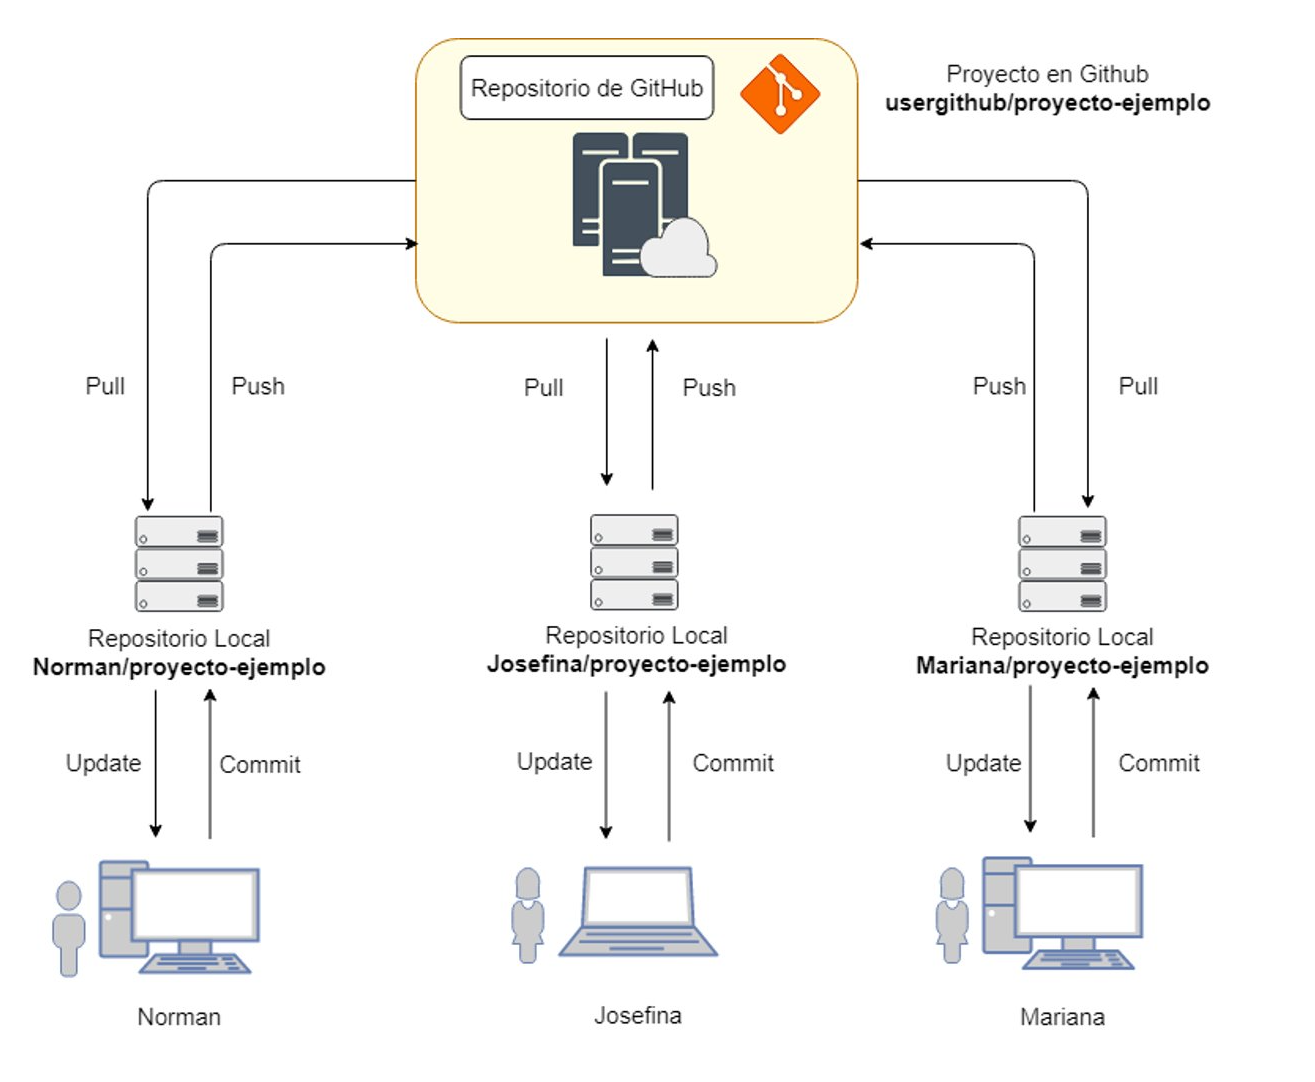 Repositorio de GitHub
Proyecto en Github
usergithub/proyecto-ejemplo
Pull
Push
Pull
Push
Push
Pull
Repositorio Local
Norman/proyecto-ejemplo
Repositorio Local
Josefina/proyecto-ejemplo
Repositorio Local
Mariana/proyecto-ejemplo
Update
Commit
Update
Commit
Update
Commit
Norman
Josefina
Mariana